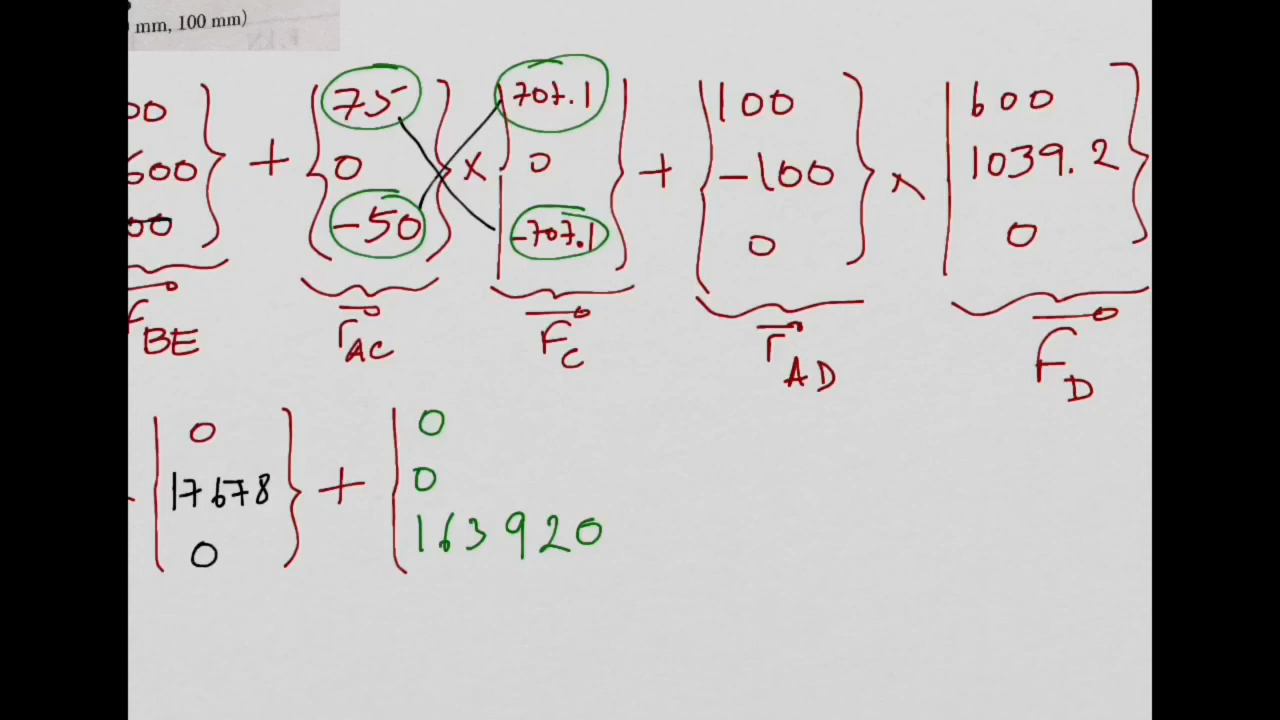 mm, 100 mm)
00 75 707.1 100 600
600 + 0 × 0 + -100 × 1039.2
00 -50 -707.1 0 0
F BE r AC F C r AD F D
0 0
17678 + 0
0 163920